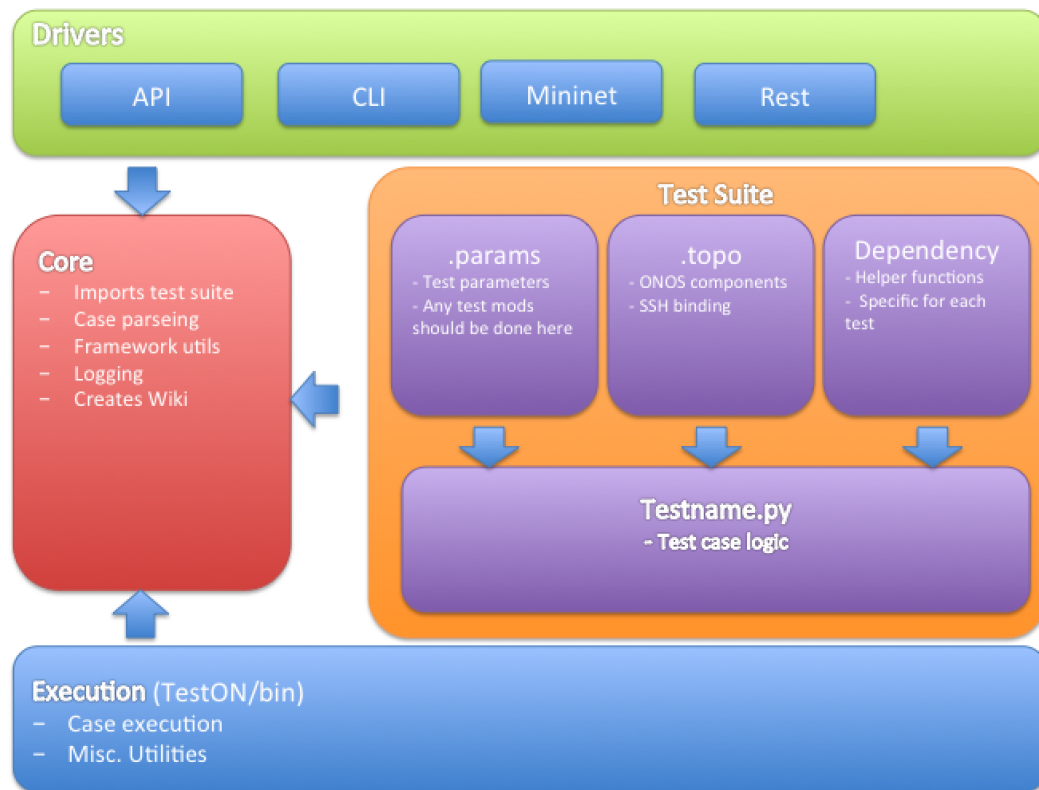 Drivers
API
CLI
Mininet
Rest
Core
− Imports test suite
− Case parseing
− Framework utils
− Logging
− Creates Wiki
Test Suite
.params
- Test parameters
- Any test mods
should be done here
.topo
- ONOS components
- SSH binding
Dependency
- Helper functions
- Specific for each
test
Testname.py
- Test case logic
Execution (TestON/bin)
− Case execution
− Misc. Utilities